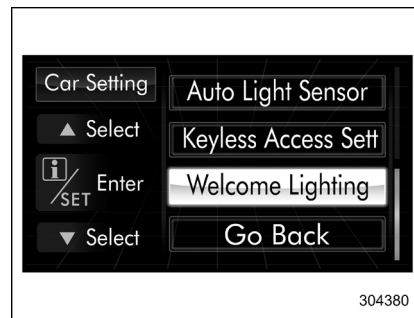 Car Setting
▲ Select
i/SET Enter
▼ Select
Auto Light Sensor
Keyless Access Sett
Welcome Lighting
Go Back
304380